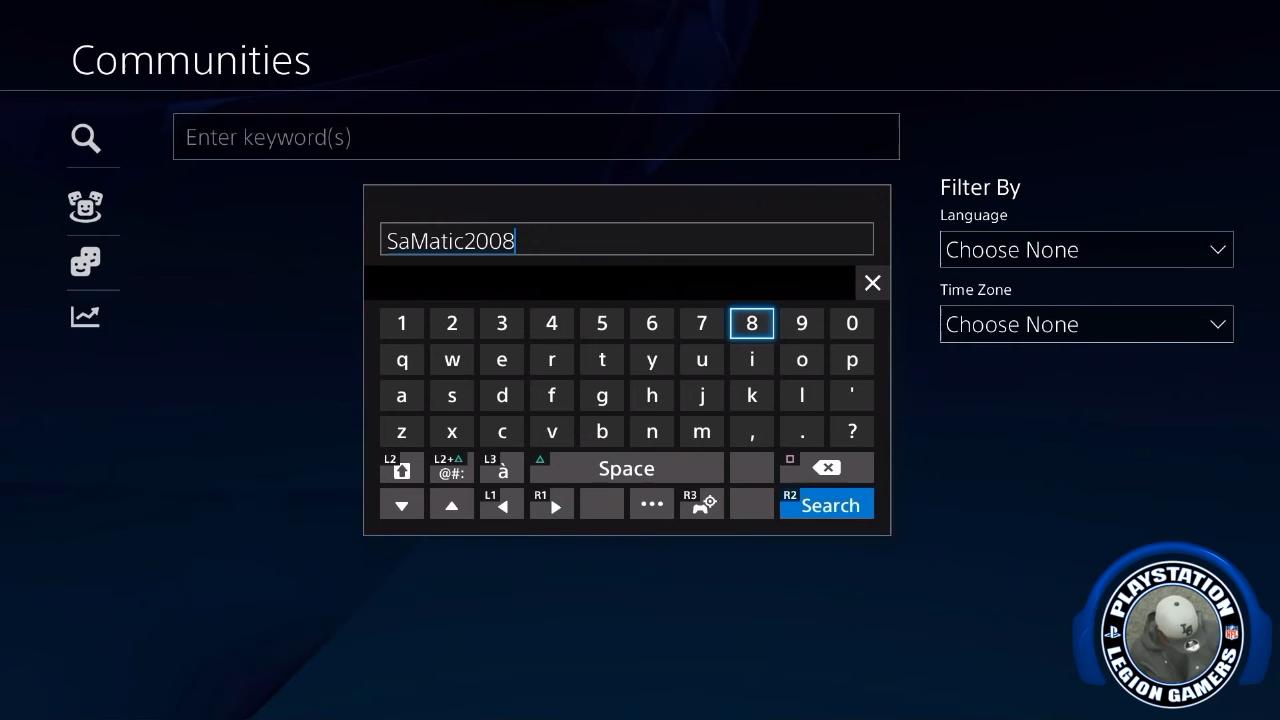 Communities
Enter keyword(s)
Filter By
Language
Choose None
Time Zone
Choose None
SaMatic2008
1 2 3 4 5 6 7 8 9 0
q w e r t y u i o p
a s d f g h j k l '
z x c v b n m , . ?
L2 L2+△ @#: L3 à △ Space □
L1 R1 ... R3 R2 Search
PLAYSTATION
LEGION GAMERS
NFL